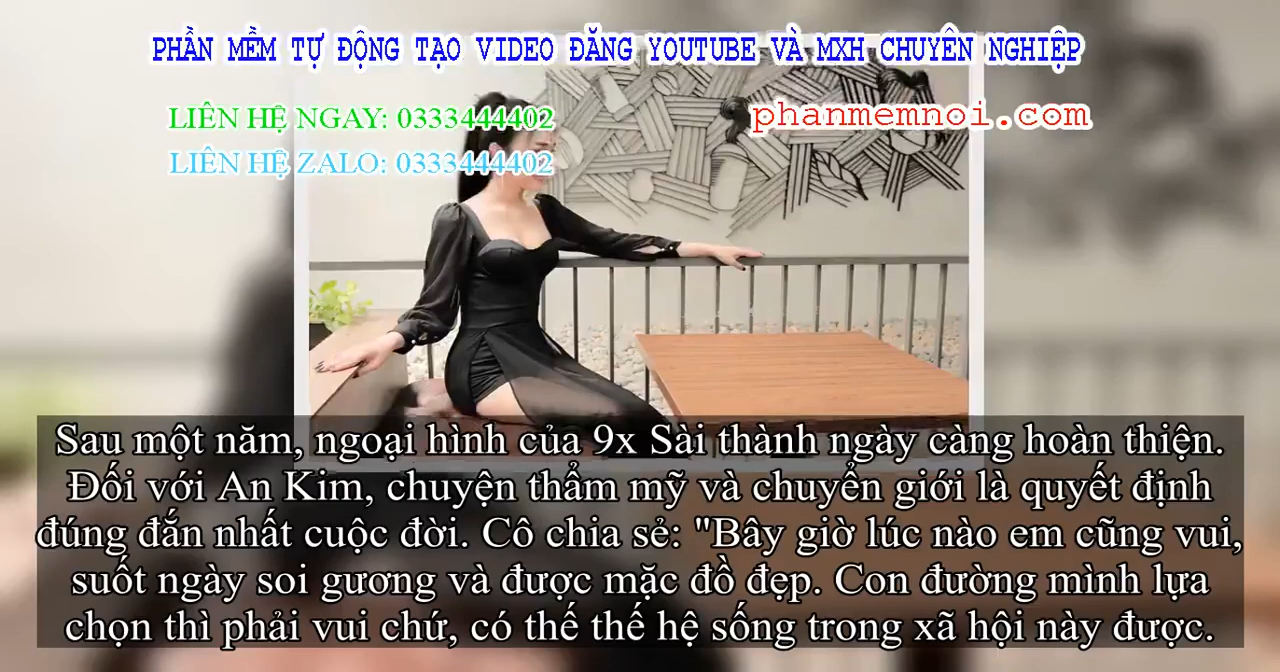 PHẦN MỀM TỰ ĐỘNG TẠO VIDEO ĐĂNG YOUTUBE VÀ MXH CHUYÊN NGHIỆP
LIÊN HỆ NGAY: 0333444402
phanmemnoi.com
LIÊN HỆ ZALO: 0333444402
Sau một năm, ngoại hình của 9x Sài thành ngày càng hoàn thiện.
Đối với An Kim, chuyện thẩm mỹ và chuyển giới là quyết định
đúng đắn nhất cuộc đời. Cô chia sẻ: "Bây giờ lúc nào em cũng vui,
suốt ngày soi gương và được mặc đồ đẹp. Con đường mình lựa
chọn thì phải vui chứ, có thế thế hệ sống trong xã hội này được.